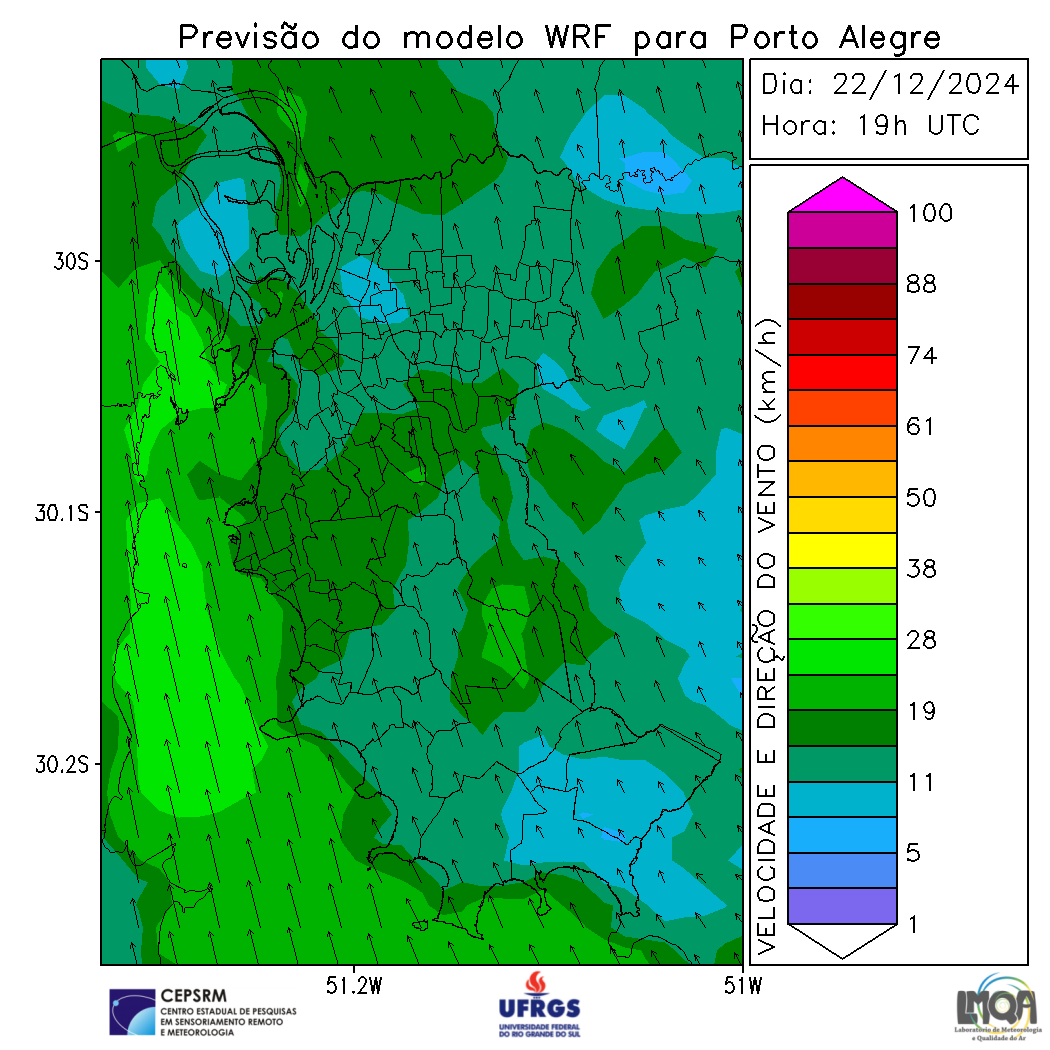 Previsão do modelo WRF para Porto Alegre
Dia: 22/12/2024
Hora: 19h UTC
30S
30.1S
30.2S
51.2W
51W
VELOCIDADE E DIREÇÃO DO VENTO (km/h)
100
88
74
61
50
38
28
19
11
5
1
CEPSRM
CENTRO ESTADUAL DE PESQUISAS
EM SENSORIAMENTO REMOTO
E METEOROLOGIA
UFRGS
UNIVERSIDADE FEDERAL
DO RIO GRANDE DO SUL
LMQA
Laboratório de Meteorologia
e Qualidade do Ar